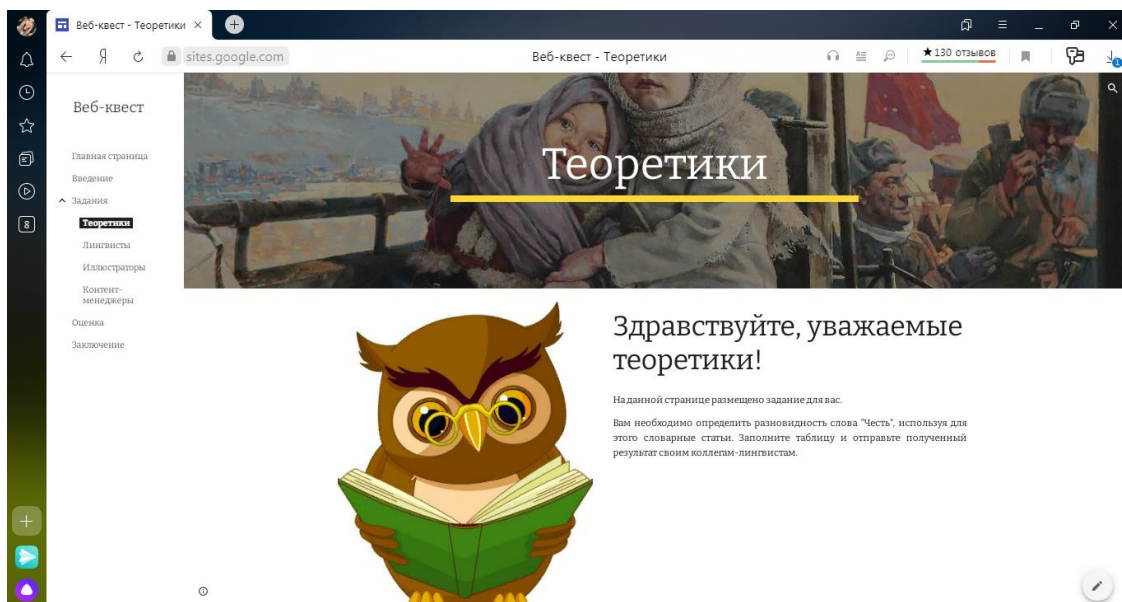 Веб-квест - Теоретики
sites.google.com
Веб-квест - Теоретики
★130 отзывов
1
8
Веб-квест
Главная страница
Введение
Задания
Теоретики
Лингвисты
Иллюстраторы
Контент-
менеджеры
Оценка
Заключение
Теоретики
Здравствуйте, уважаемые
теоретики!
На данной странице размещено задание для вас.
Вам необходимо определить разновидность слова "Честь", используя для
этого словарные статьи. Заполните таблицу и отправьте полученный
результат своим коллегам-лингвистам.